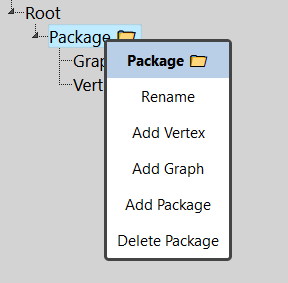 Root
Package
Grap
Vert
Package
Rename
Add Vertex
Add Graph
Add Package
Delete Package